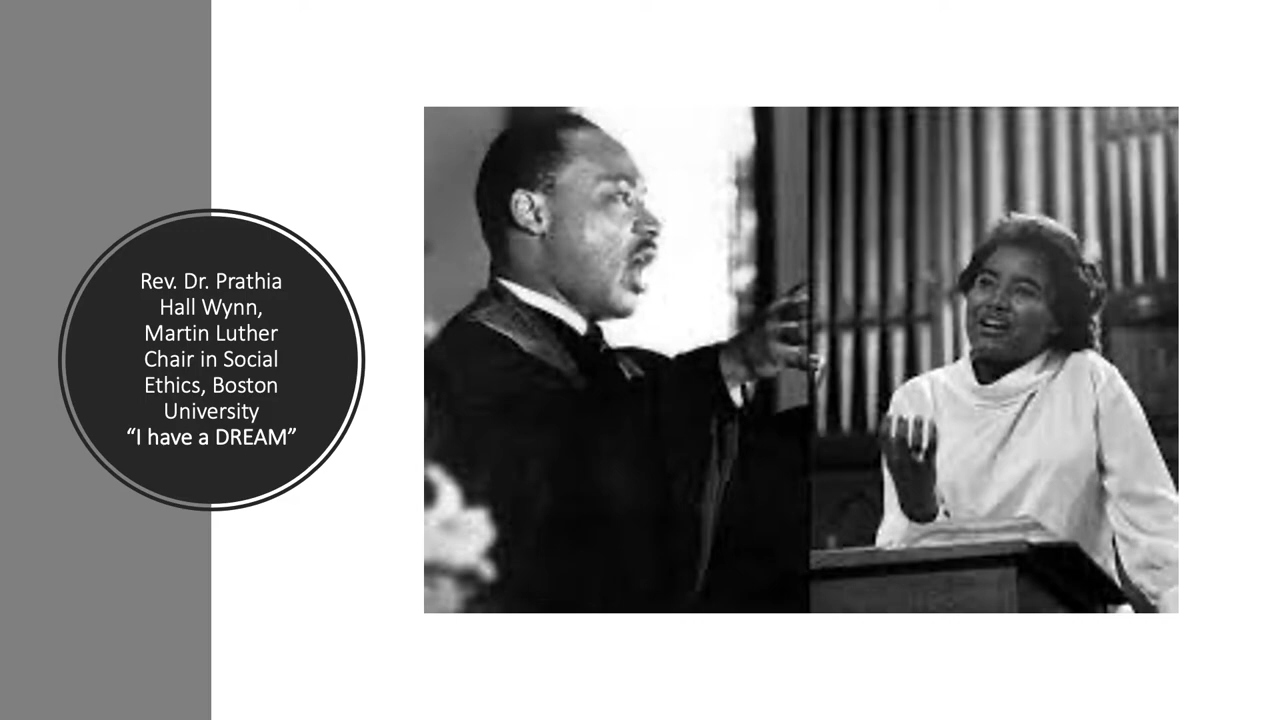 Rev. Dr. Prathia
Hall Wynn,
Martin Luther
Chair in Social
Ethics, Boston
University
“I have a DREAM”